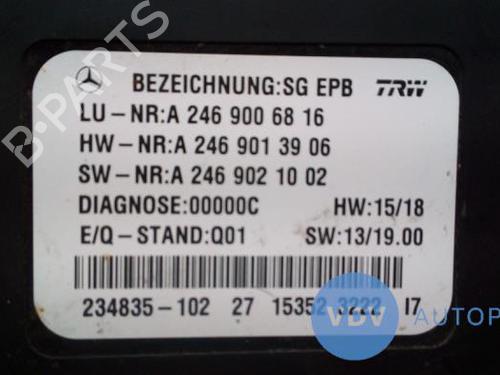 B-PARTS
BEZEICHNUNG:SG EPB TRW
LU-NR:A 246 900 68 16
HW-NR:A 246 901 39 06
SW-NR:A 246 902 10 02
DIAGNOSE:00000C HW:15/18
E/Q-STAND:Q01 SW:13/19.00
234835-102 27 15352 3222 I7
VDV AUTOP